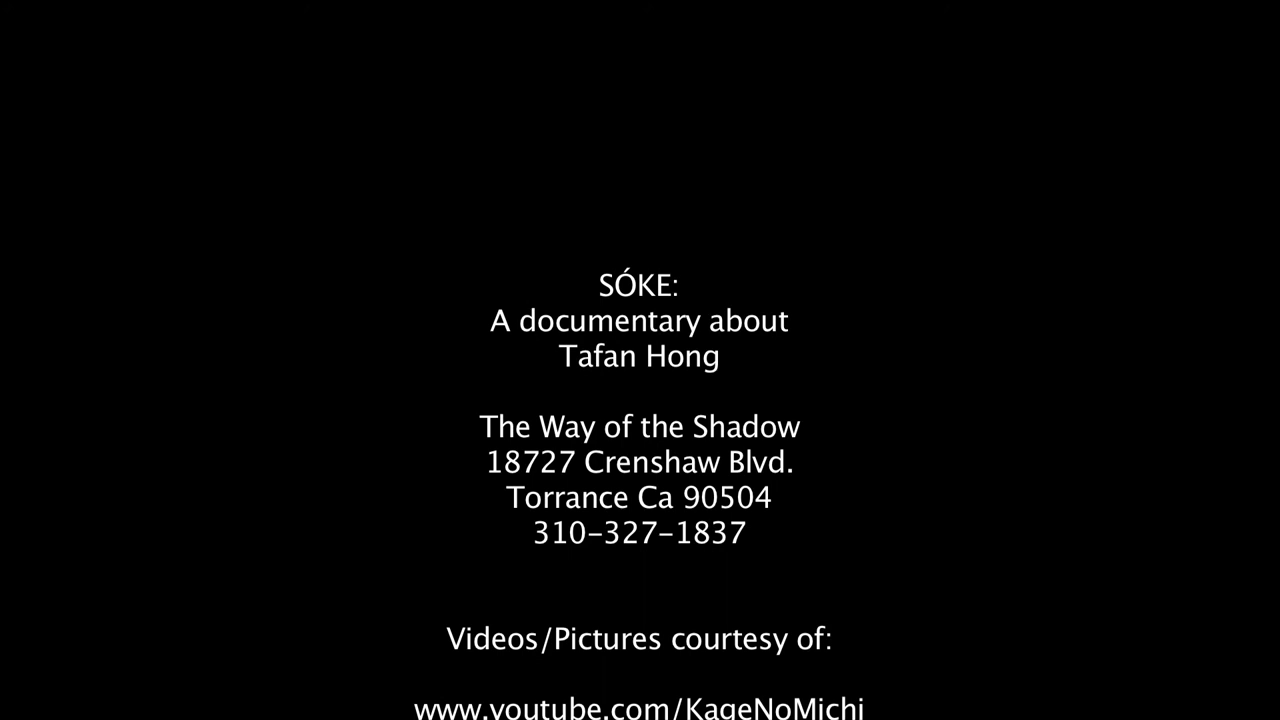 SÓKE:
A documentary about
Tafan Hong
The Way of the Shadow
18727 Crenshaw Blvd.
Torrance Ca 90504
310-327-1837
Videos/Pictures courtesy of:
www.youtube.com/KageNoMichi